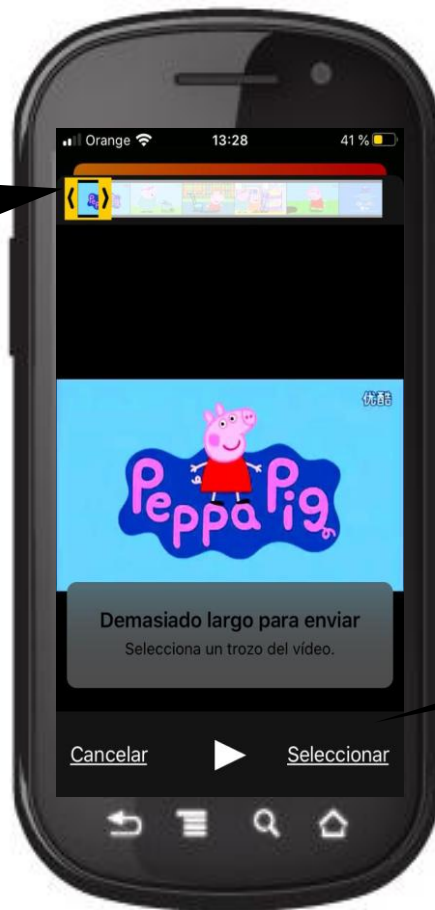 Orange 13:28 41 %
优酷
Peppa Pig
Demasiado largo para enviar
Selecciona un trozo del vídeo.
Cancelar Seleccionar